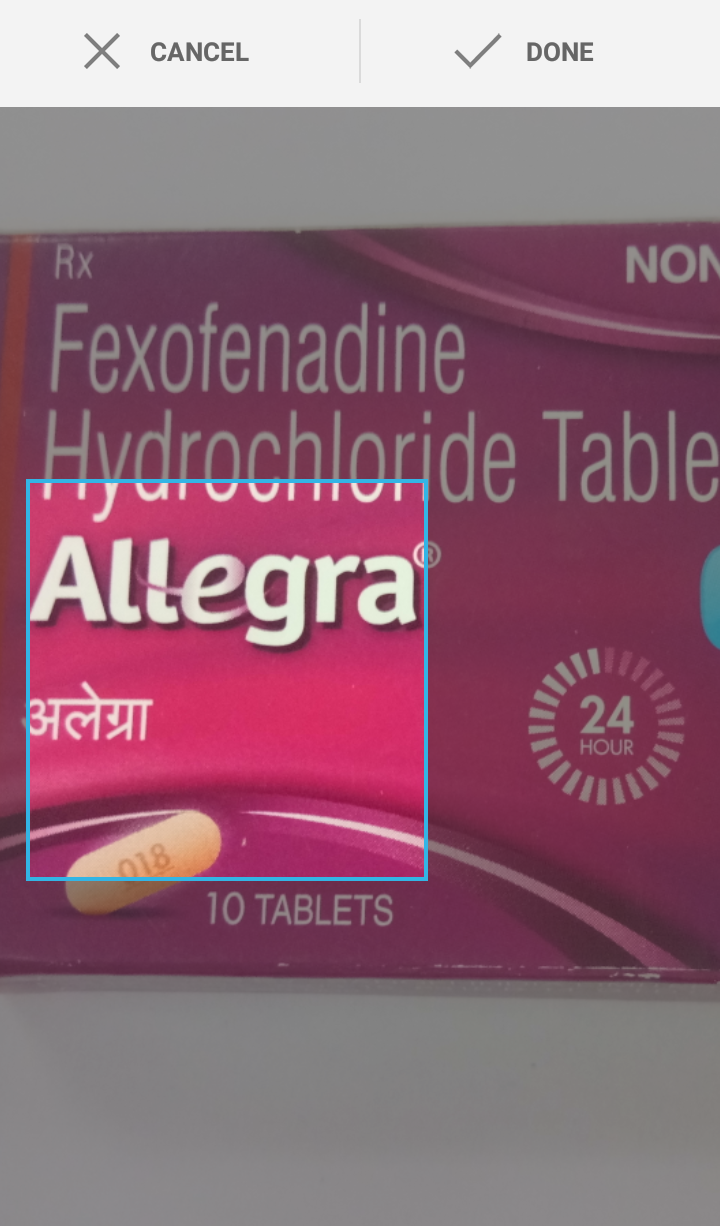 CANCEL
DONE
Rx
NON
Fexofenadine
Hydrochloride Table
Allegra®
अलेग्रा
24
HOUR
018
10 TABLETS